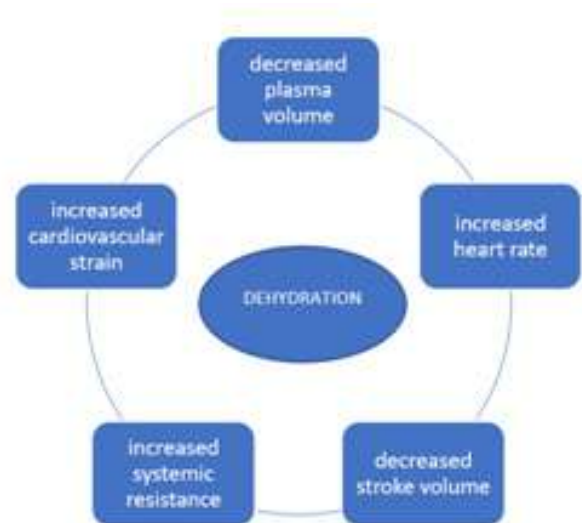 decreased
plasma
volume
increased
cardiovascular
strain
increased
heart rate
DEHYDRATION
increased
systemic
resistance
decreased
stroke volume